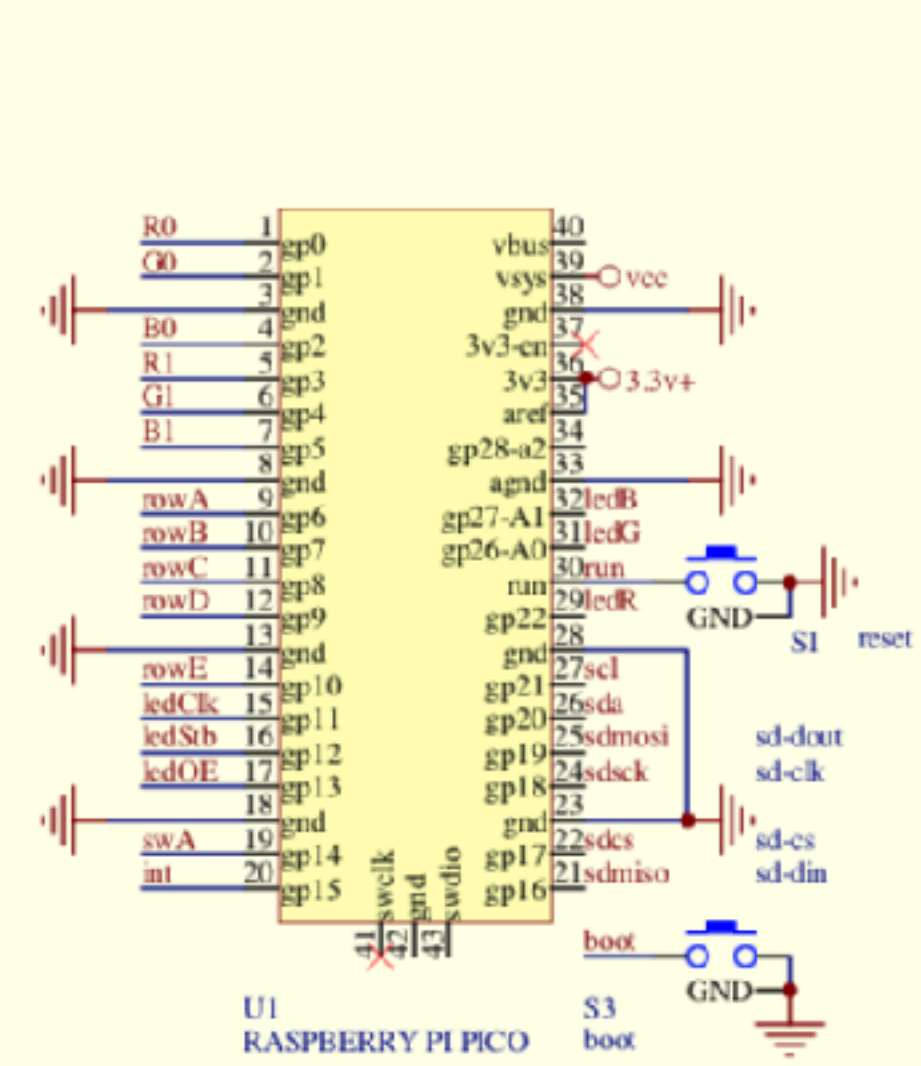 R0 1 gp0 vbus 40
G0 2 gp1 vsys 39 vcc
3 gnd gnd 38
B0 4 gp2 3v3-en 37
R1 5 gp3 3v3 36 3.3v+
G1 6 gp4 aref 35
B1 7 gp5 gp28-a2 34
8 gnd agnd 33
rowA 9 gp6 gp27-A1 32 ledB
rowB 10 gp7 gp26-A0 31 ledG
rowC 11 gp8 run 30 run
rowD 12 gp9 gp22 29 ledR GND
S1 reset
13 gnd gnd 28
rowE 14 gp10 gp21 27 scl
ledClk 15 gp11 gp20 26 sda
ledStb 16 gp12 gp19 25 sdmosi sd-dout
ledOE 17 gp13 gp18 24 sdsck sd-clk
18 gnd gnd 23
swA 19 gp14 gp17 22 sdcs sd-cs
int 20 gp15 gp16 21 sdmiso sd-din
swclk gnd swdio
41 42 43
boot
GND
U1 S3
RASPBERRY PI PICO boot